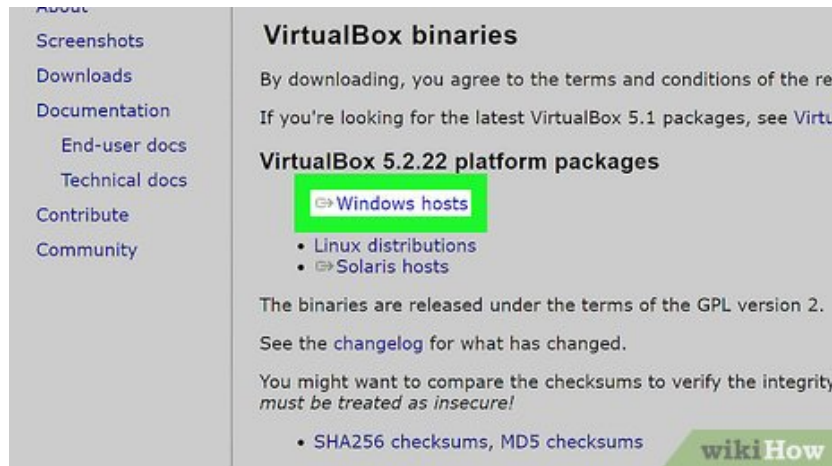 Screenshots
Downloads
Documentation
End-user docs
Technical docs
Contribute
Community
VirtualBox binaries
By downloading, you agree to the terms and conditions of the re
If you're looking for the latest VirtualBox 5.1 packages, see Virtu
VirtualBox 5.2.22 platform packages
Windows hosts
• Linux distributions
• Solaris hosts
The binaries are released under the terms of the GPL version 2.
See the changelog for what has changed.
You might want to compare the checksums to verify the integrity
must be treated as insecure!
• SHA256 checksums, MD5 checksums
wikiHow